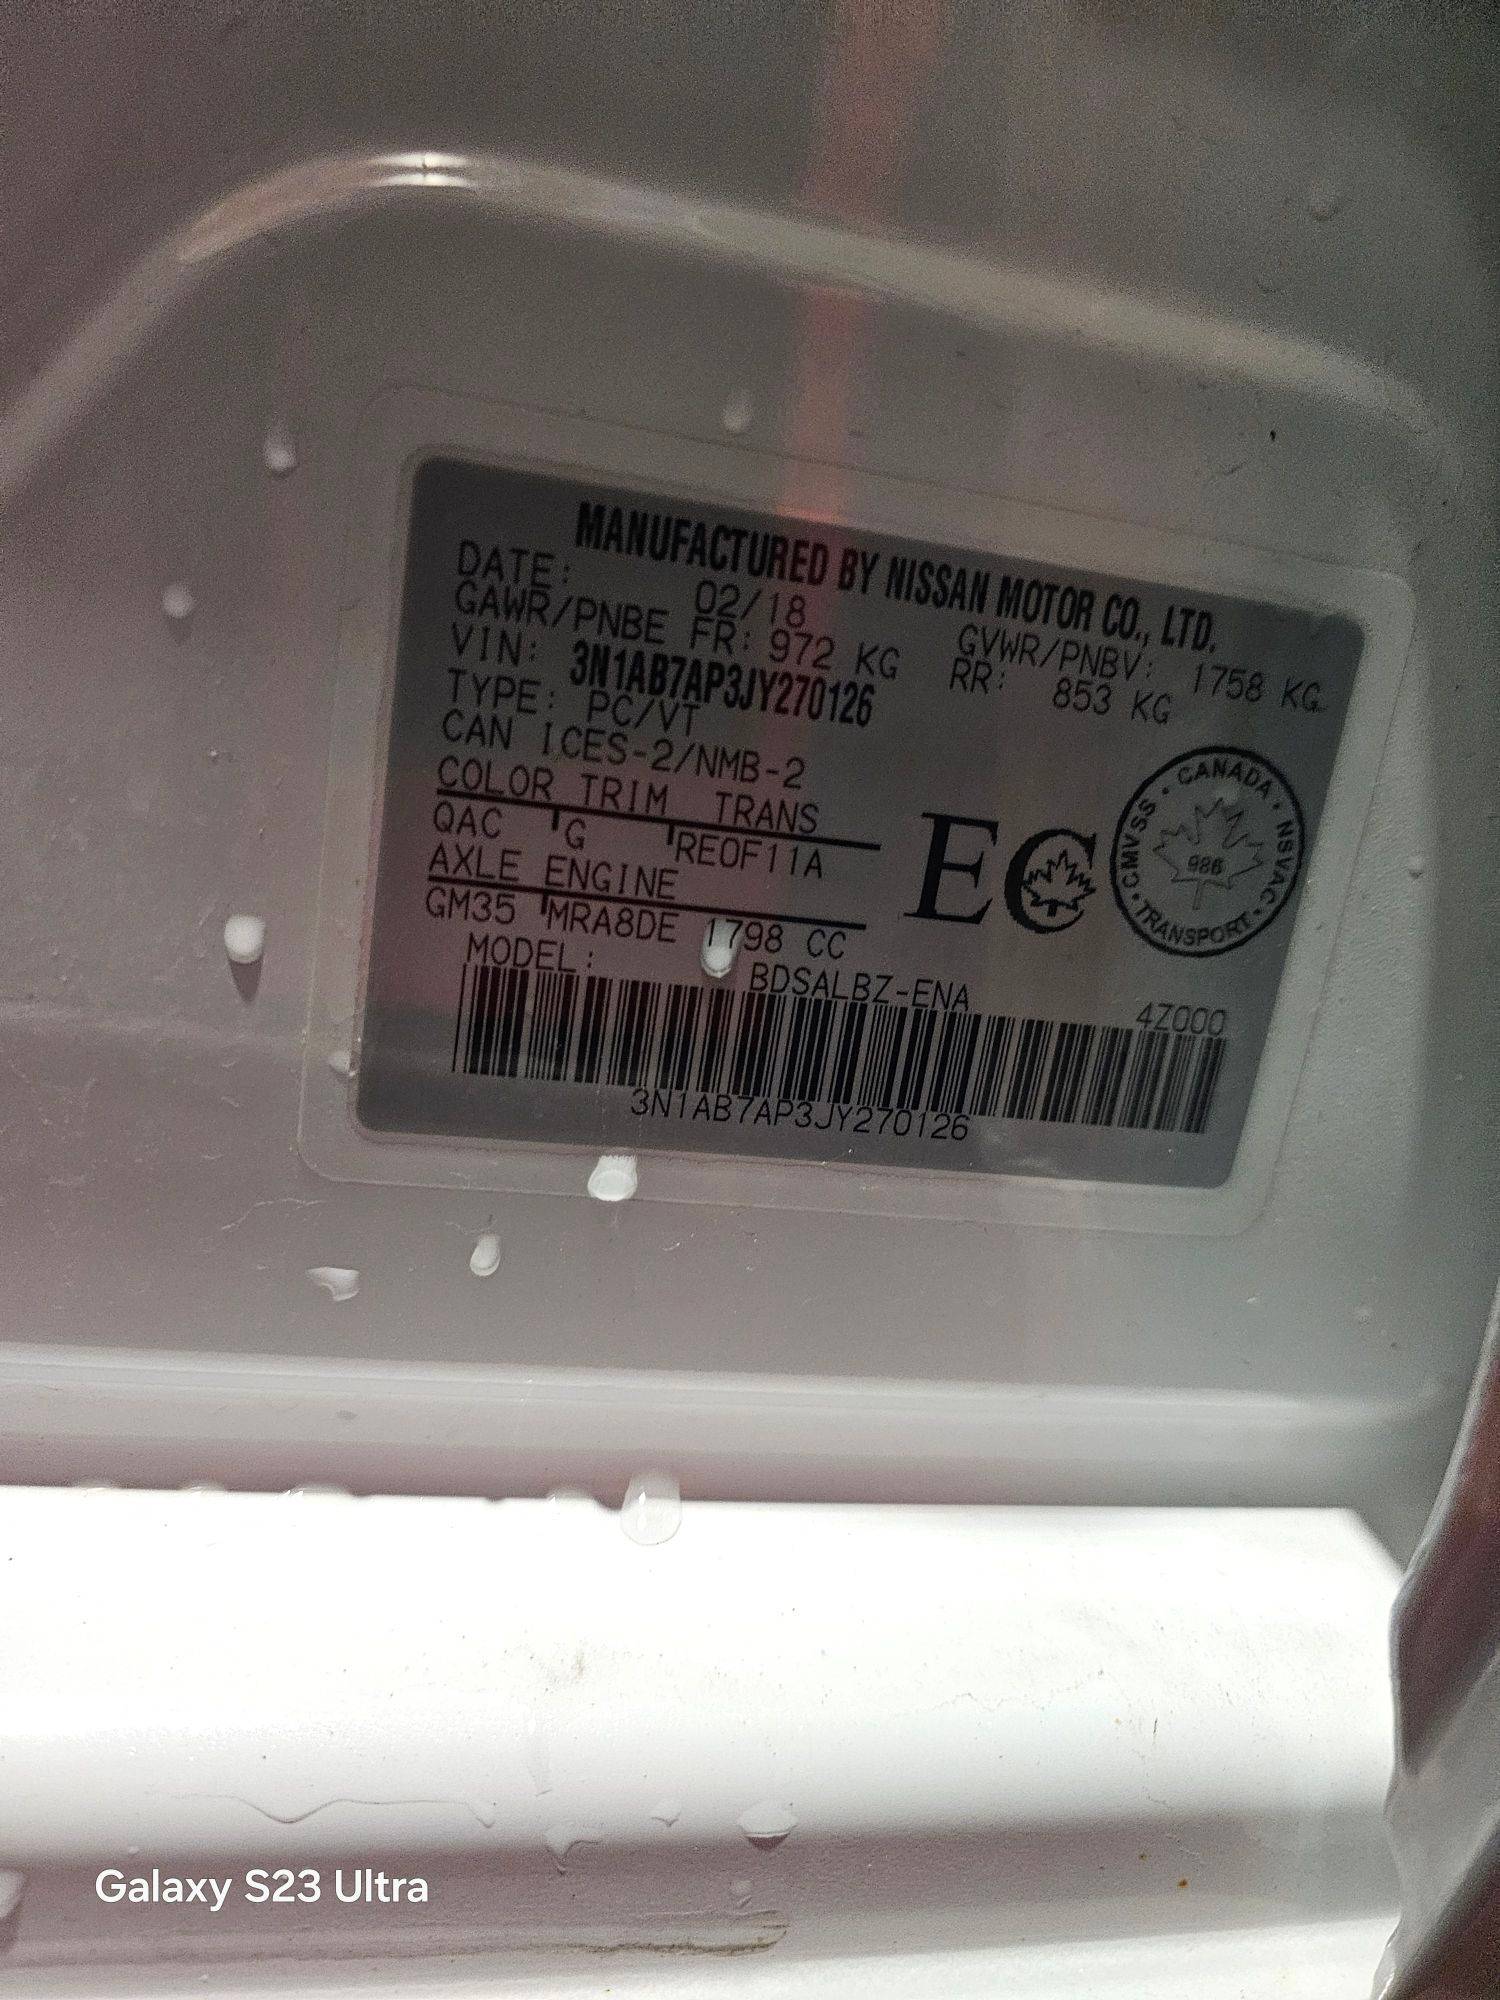 MANUFACTURED BY NISSAN MOTOR CO., LTD.
DATE: 02/18 GVWR/PNBV: 1758 KG
GAWR/PNBE FR: 972 KG RR: 853 KG
VIN: 3N1AB7AP3JY270126
TYPE: PC/VT
CAN ICES-2/NMB-2
COLOR TRIM TRANS
QAC G RE0F11A
AXLE ENGINE
GM35 MRA8DE 1798 CC
EC
CANADA · NSVAC · TRANSPORT · CMVSS ·
986
MODEL: BDSALBZ-ENA 4Z000
3N1AB7AP3JY270126
Galaxy S23 Ultra